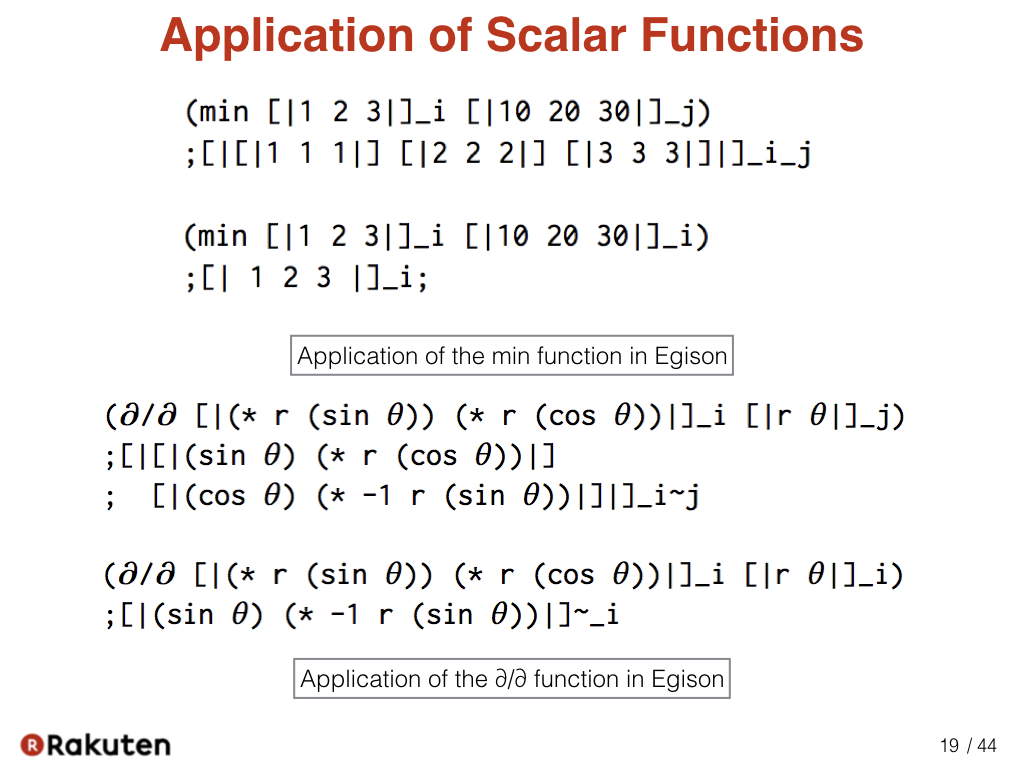 Application of Scalar Functions
(min [|1 2 3|]_i [|10 20 30|]_j)
;[|[|1 1 1|] [|2 2 2|] [|3 3 3|]|]_i_j
(min [|1 2 3|]_i [|10 20 30|]_i)
;[| 1 2 3 |]_i;
Application of the min function in Egison
(∂/∂ [|(* r (sin θ)) (* r (cos θ))|]_i [|r θ|]_j)
;[|[|(sin θ) (* r (cos θ))|]
;  [|(cos θ) (* -1 r (sin θ))|]|]_i~j
(∂/∂ [|(* r (sin θ)) (* r (cos θ))|]_i [|r θ|]_i)
;[|(sin θ) (* -1 r (sin θ))|]~_i
Application of the ∂/∂ function in Egison
R Rakuten
19 / 44